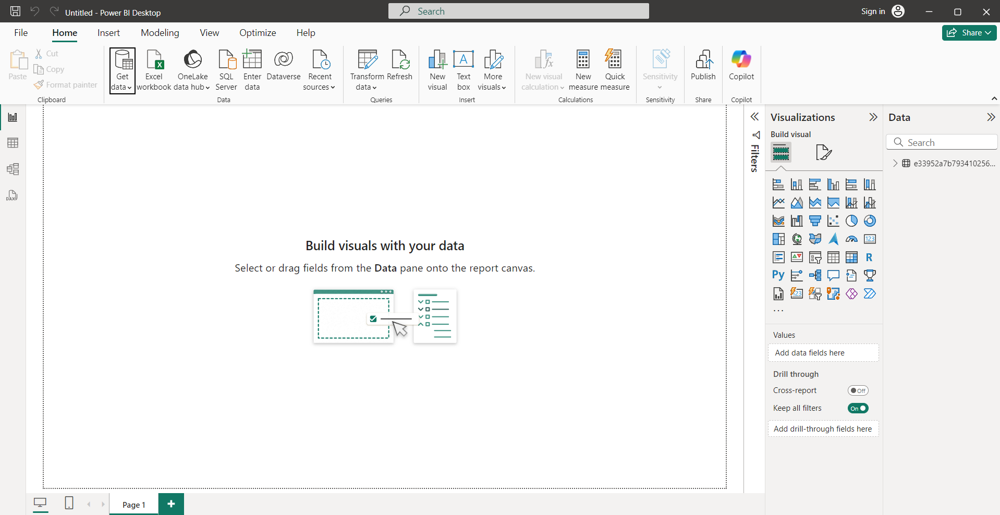 Untitled - Power BI Desktop
Search
Sign in
File
Home
Insert
Modeling
View
Optimize
Help
Share
Paste
Cut
Copy
Format painter
Clipboard
Get
data
Excel
workbook
OneLake
data hub
SQL
Server
Enter
data
Dataverse
Recent
sources
Data
Transform
data
Refresh
Queries
New
visual
A
Text
box
More
visuals
Insert
fx
New visual
calculation
New
measure
Quick
measure
Calculations
Sensitivity
Sensitivity
Publish
Share
Copilot
Copilot
DAX
Build visuals with your data
Select or drag fields from the Data pane onto the report canvas.
Filters
Visualizations
Build visual
123
R
Py
123
...
Values
Add data fields here
Drill through
Cross-report
Off
Keep all filters
On
Add drill-through fields here
Data
Search
e33952a7b793410256...
Page 1